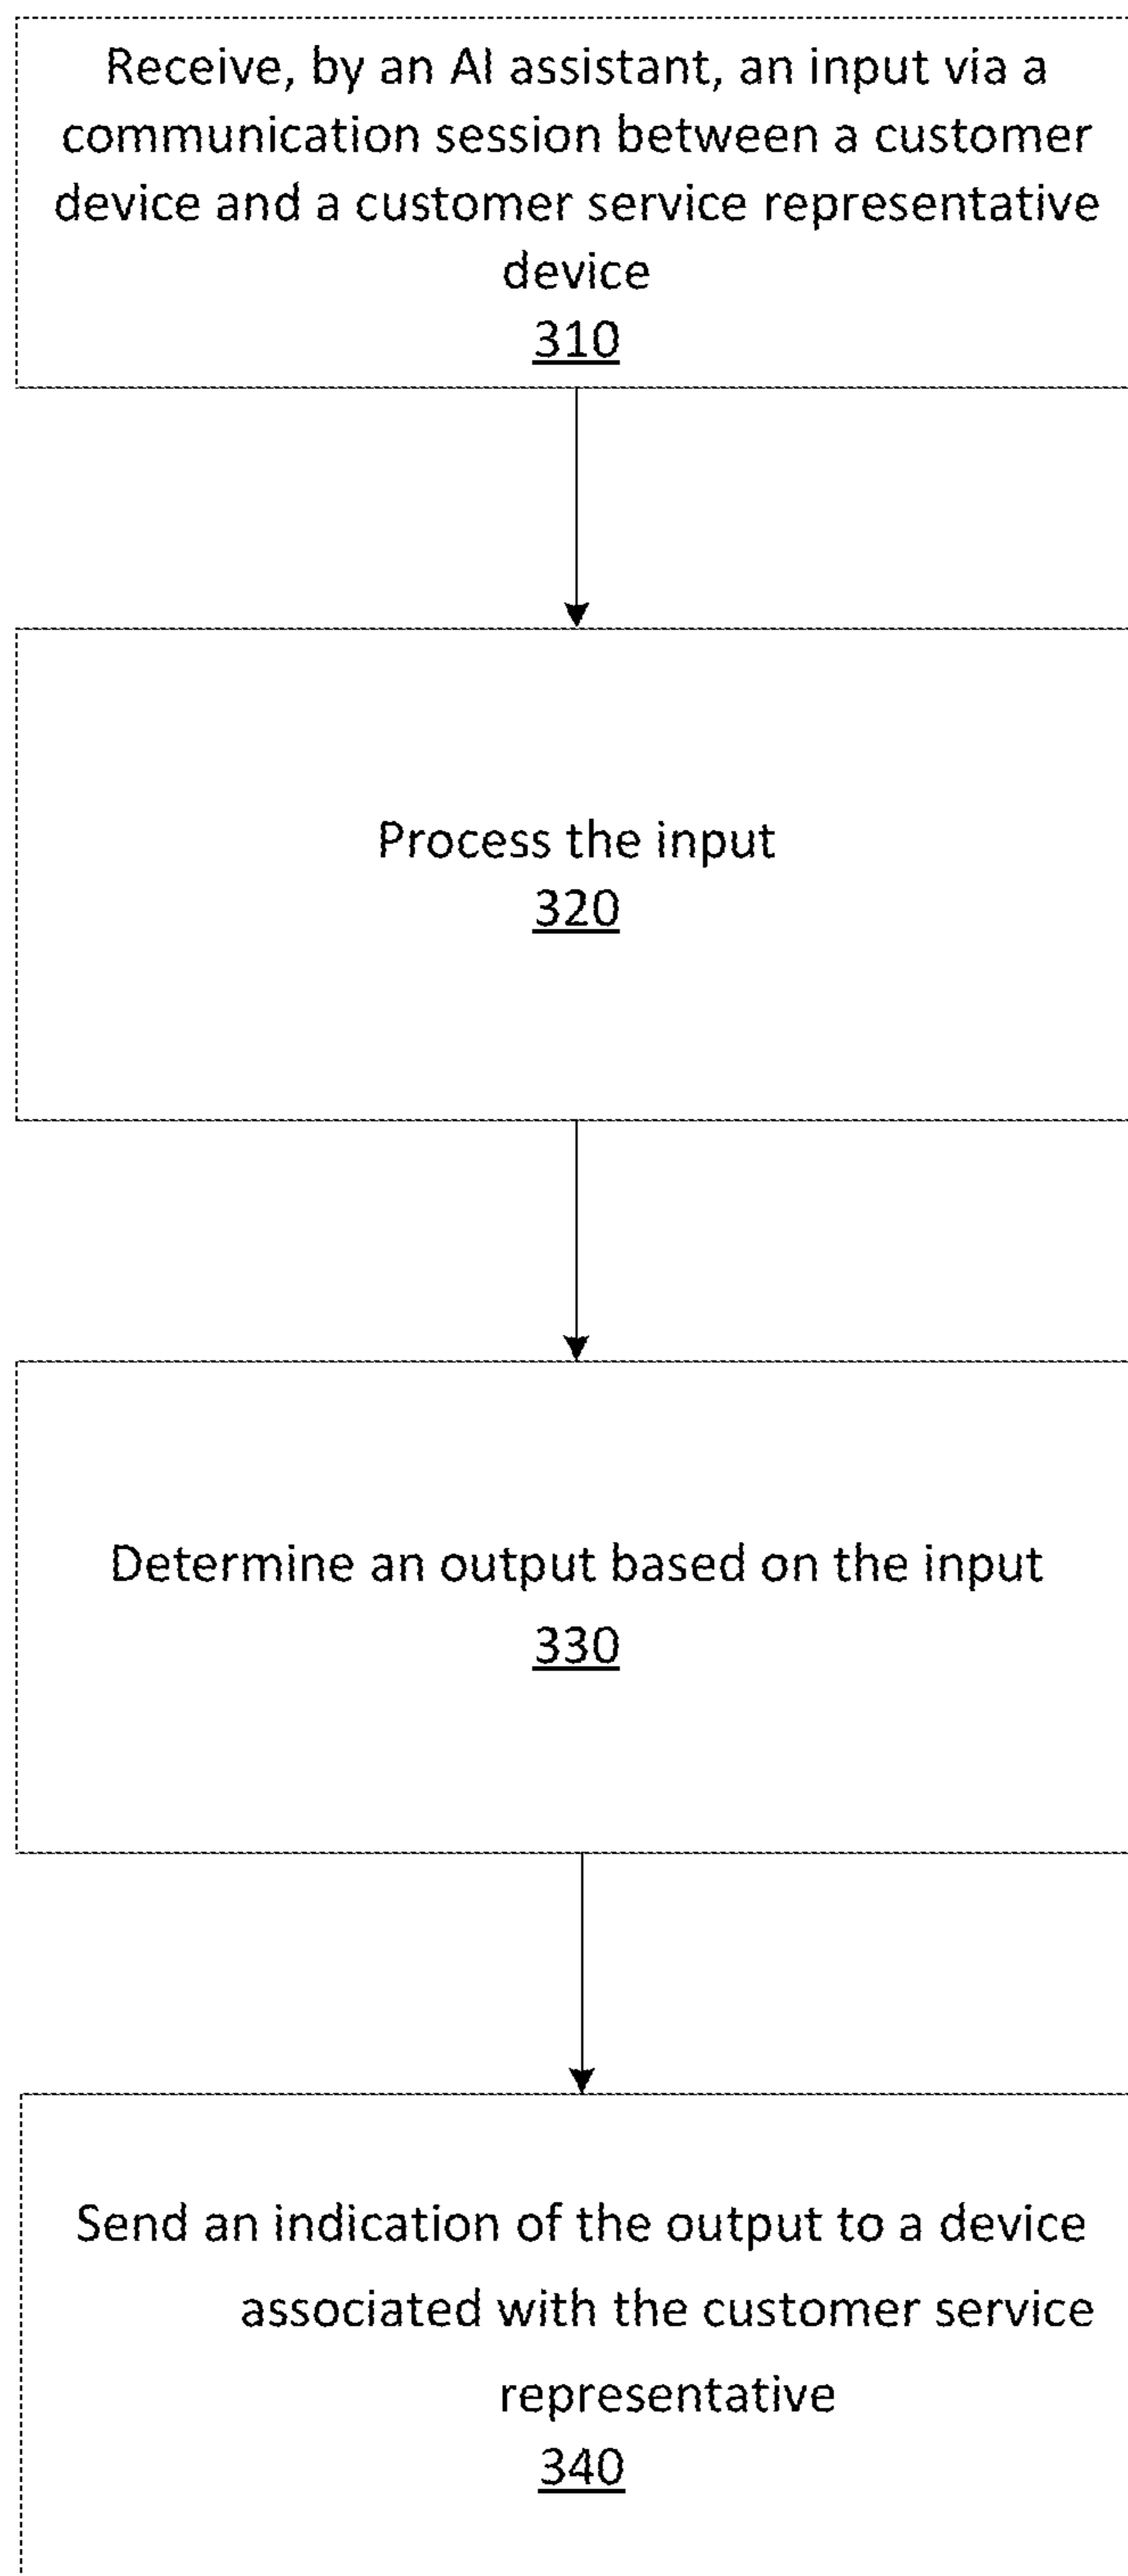 Receive, by an AI assistant, an input via a
communication session between a customer
device and a customer service representative
device
310
Process the input
320
Determine an output based on the input
330
Send an indication of the output to a device
associated with the customer service
representative
340